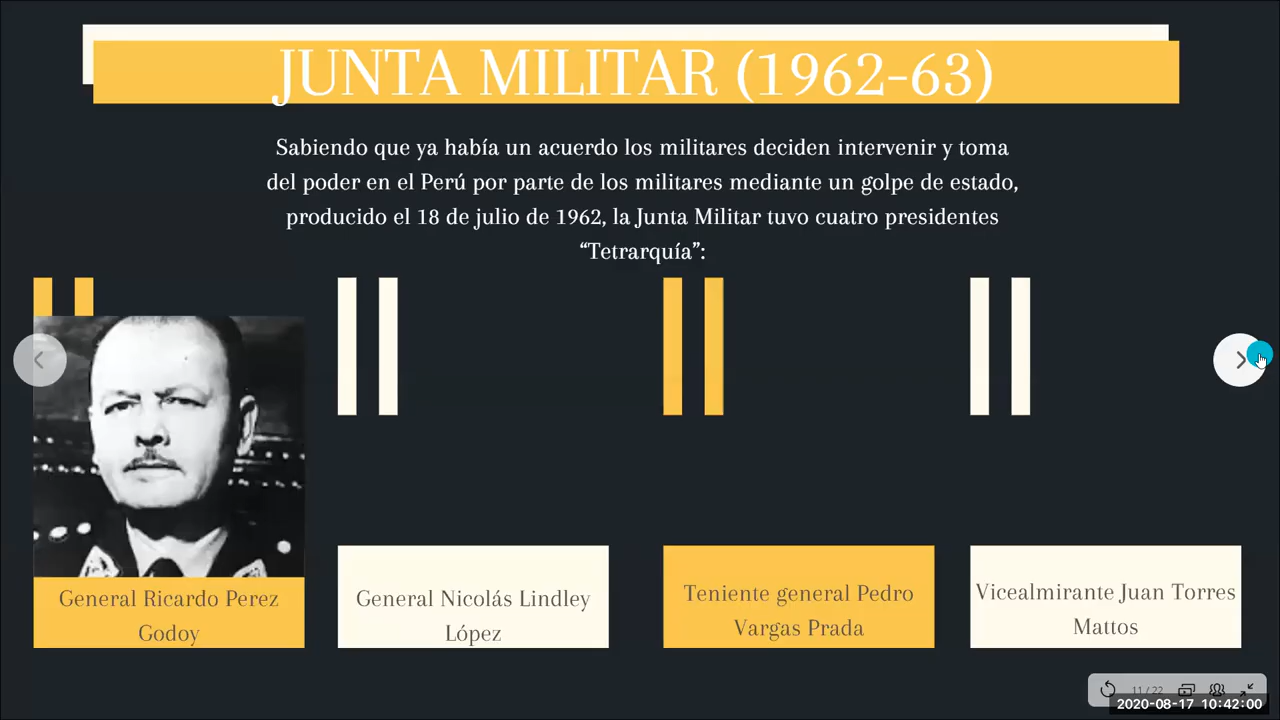 JUNTA MILITAR (1962-63)
Sabiendo que ya había un acuerdo los militares deciden intervenir y toma
del poder en el Perú por parte de los militares mediante un golpe de estado,
producido el 18 de julio de 1962, la Junta Militar tuvo cuatro presidentes
“Tetrarquía”:
General Ricardo Perez
Godoy
General Nicolás Lindley
López
Teniente general Pedro
Vargas Prada
Vicealmirante Juan Torres
Mattos
11 / 22
2020-08-17 10:42:00